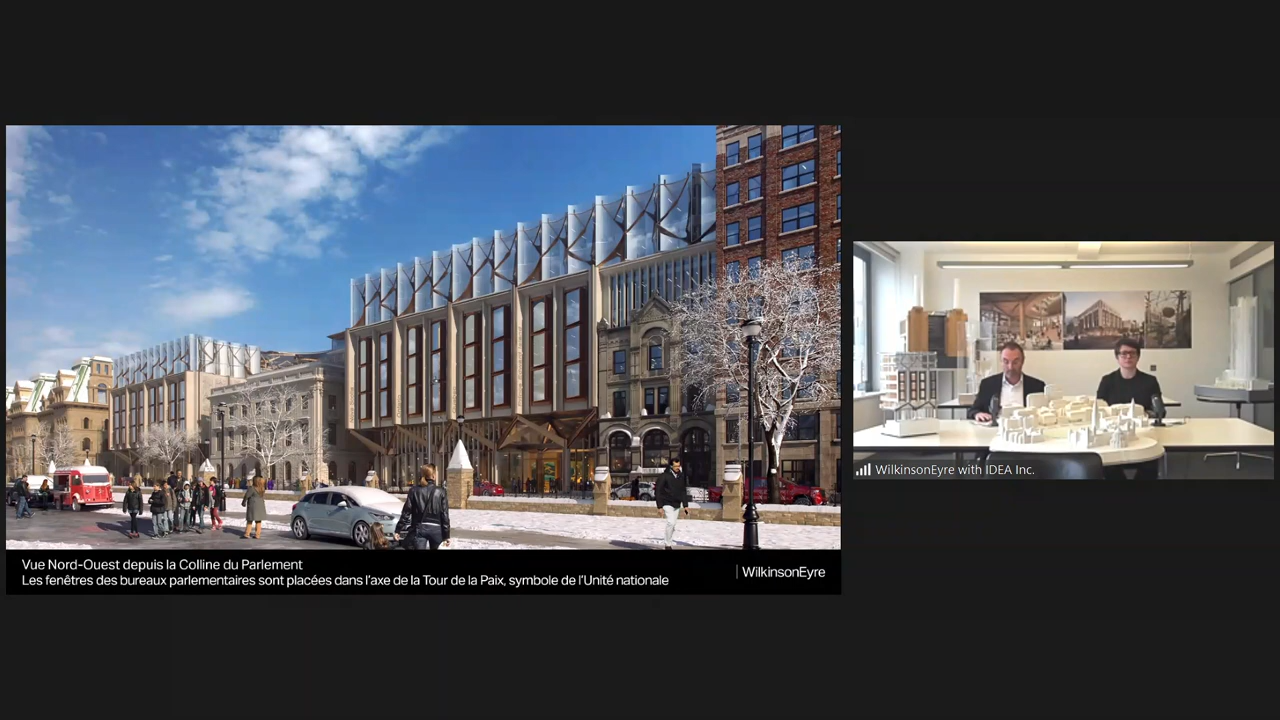 Vue Nord-Ouest depuis la Colline du Parlement
Les fenêtres des bureaux parlementaires sont placées dans l'axe de la Tour de la Paix, symbole de l'Unité nationale
WilkinsonEyre
WilkinsonEyre with IDEA Inc.